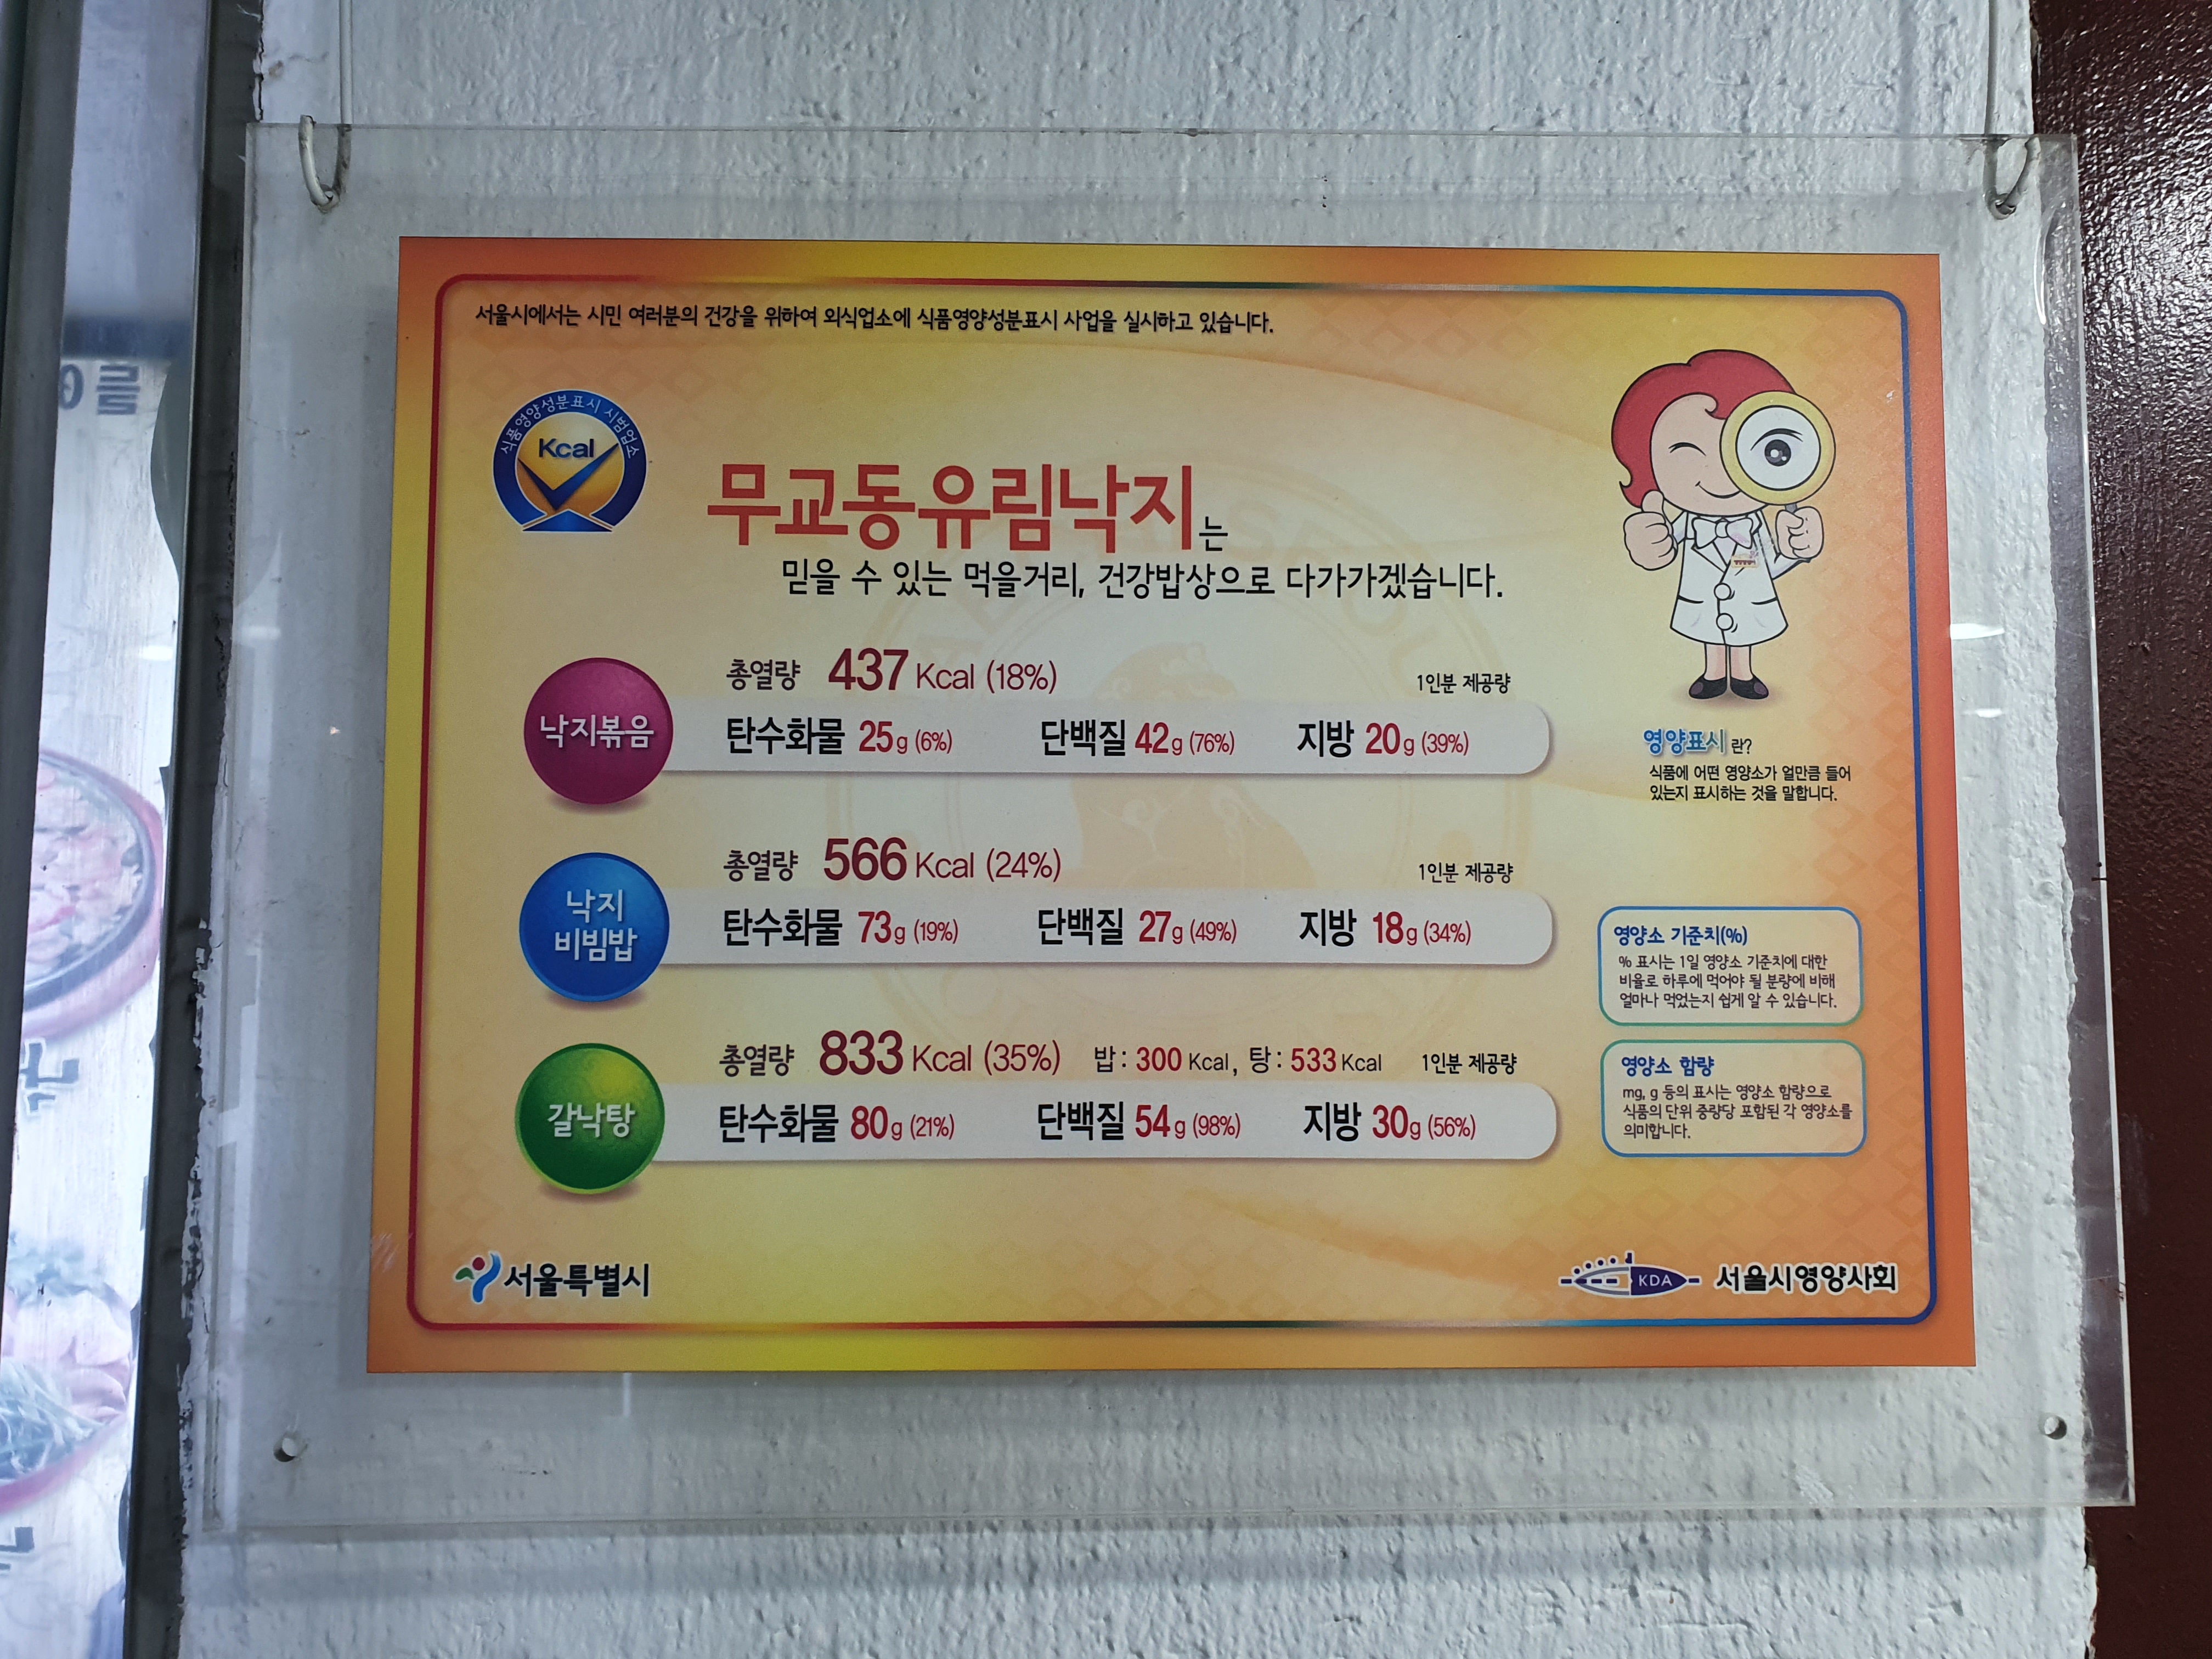 서울시에서는 시민 여러분의 건강을 위하여 외식업소에 식품영양성분표시 사업을 실시하고 있습니다.
식품영양성분표시 시범업소
Kcal
무교동유림낙지는
믿을 수 있는 먹을거리, 건강밥상으로 다가가겠습니다.
낙지볶음
총열량 437 Kcal (18%) 1인분 제공량
탄수화물 25g (6%) 단백질 42g (76%) 지방 20g (39%)
낙지
비빔밥
총열량 566 Kcal (24%) 1인분 제공량
탄수화물 73g (19%) 단백질 27g (49%) 지방 18g (34%)
갈낙탕
총열량 833 Kcal (35%) 밥 : 300 Kcal, 탕 : 533 Kcal 1인분 제공량
탄수화물 80g (21%) 단백질 54g (98%) 지방 30g (56%)
영양표시란?
식품에 어떤 영양소가 얼만큼 들어
있는지 표시하는 것을 말합니다.
영양소 기준치(%)
% 표시는 1일 영양소 기준치에 대한
비율로 하루에 먹어야 될 분량에 비해
얼마나 먹었는지 쉽게 알 수 있습니다.
영양소 함량
mg, g 등의 표시는 영양소 함량으로
식품의 단위 중량당 포함된 각 영양소를
의미합니다.
서울특별시
KDA 서울시영양사회